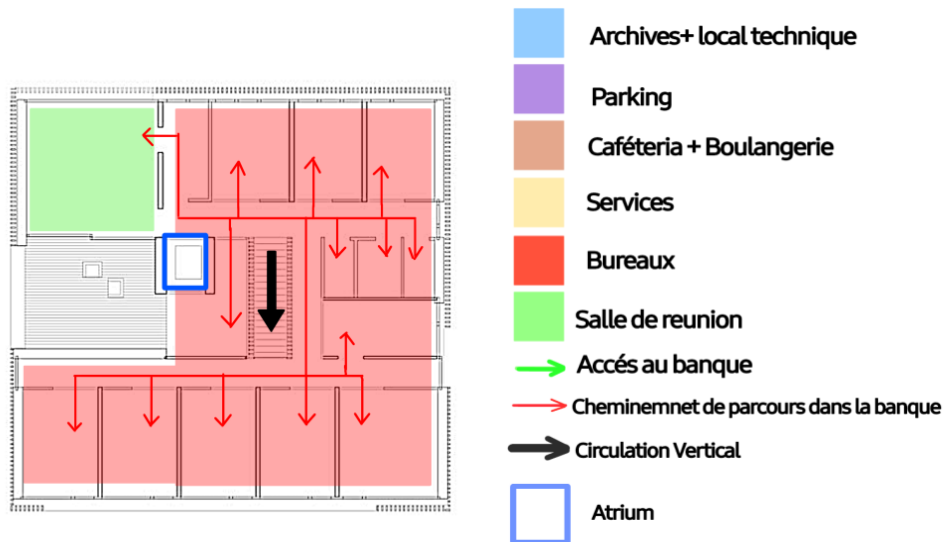 Archives+ local technique
Parking
Caféteria + Boulangerie
Services
Bureaux
Salle de reunion
Accés au banque
Cheminemnet de parcours dans la banque
Circulation Vertical
Atrium